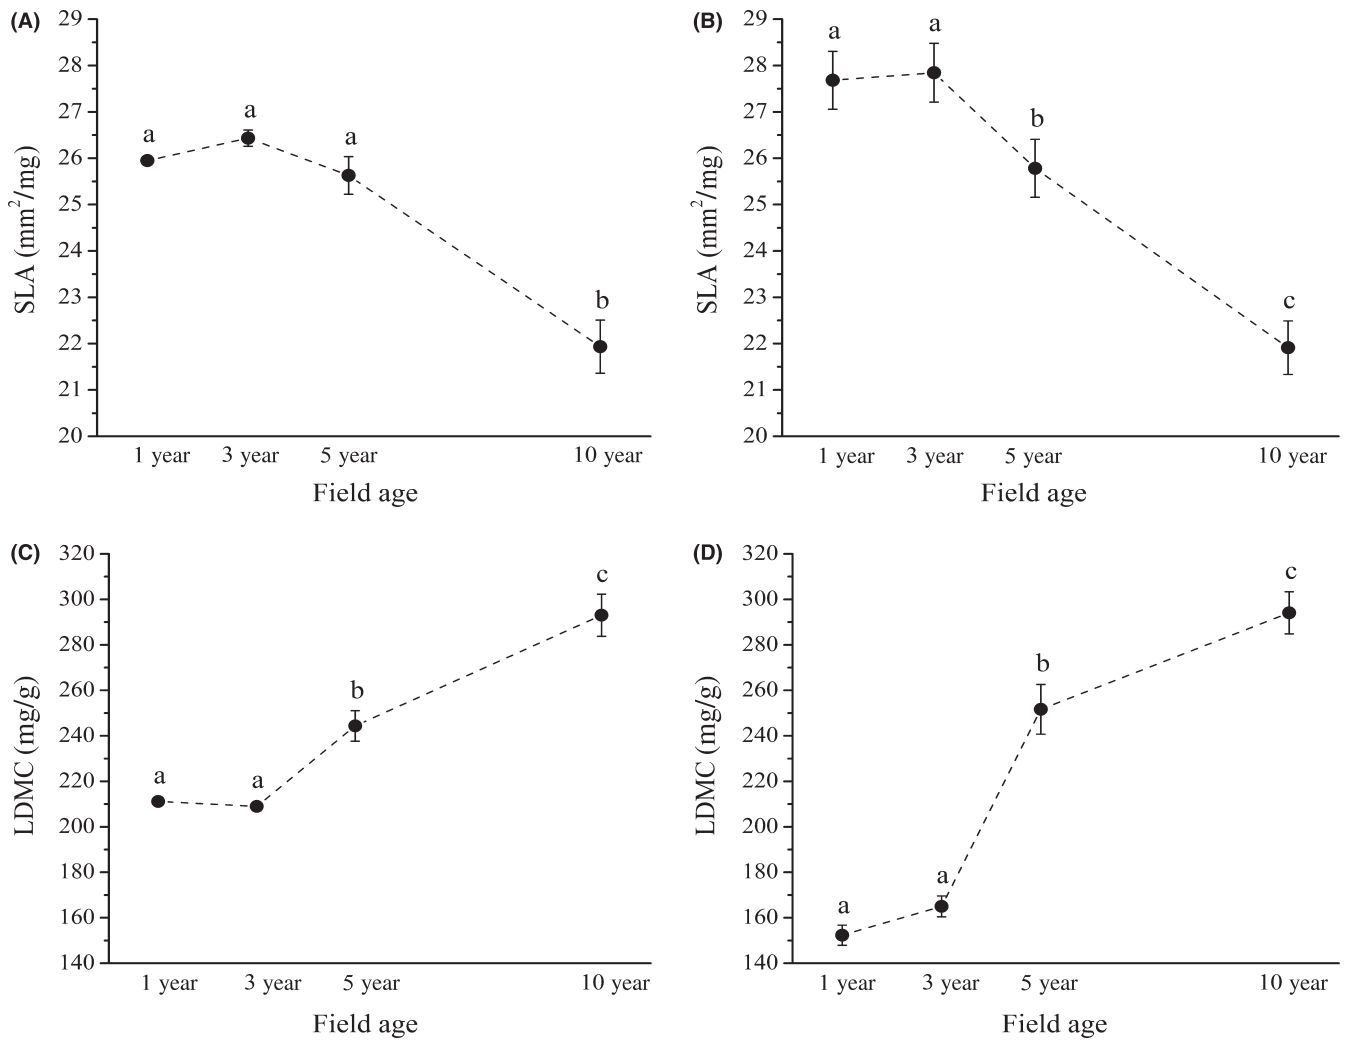 (A)
29
28
27
26
25
24
23
22
21
20
SLA (mm²/mg)
a
a
a
b
1 year 3 year 5 year 10 year
Field age
(B)
29
28
27
26
25
24
23
22
21
20
SLA (mm²/mg)
a
a
b
c
1 year 3 year 5 year 10 year
Field age
(C)
320
300
280
260
240
220
200
180
160
140
LDMC (mg/g)
a
a
b
c
1 year 3 year 5 year 10 year
Field age
(D)
320
300
280
260
240
220
200
180
160
140
LDMC (mg/g)
a
a
b
c
1 year 3 year 5 year 10 year
Field age